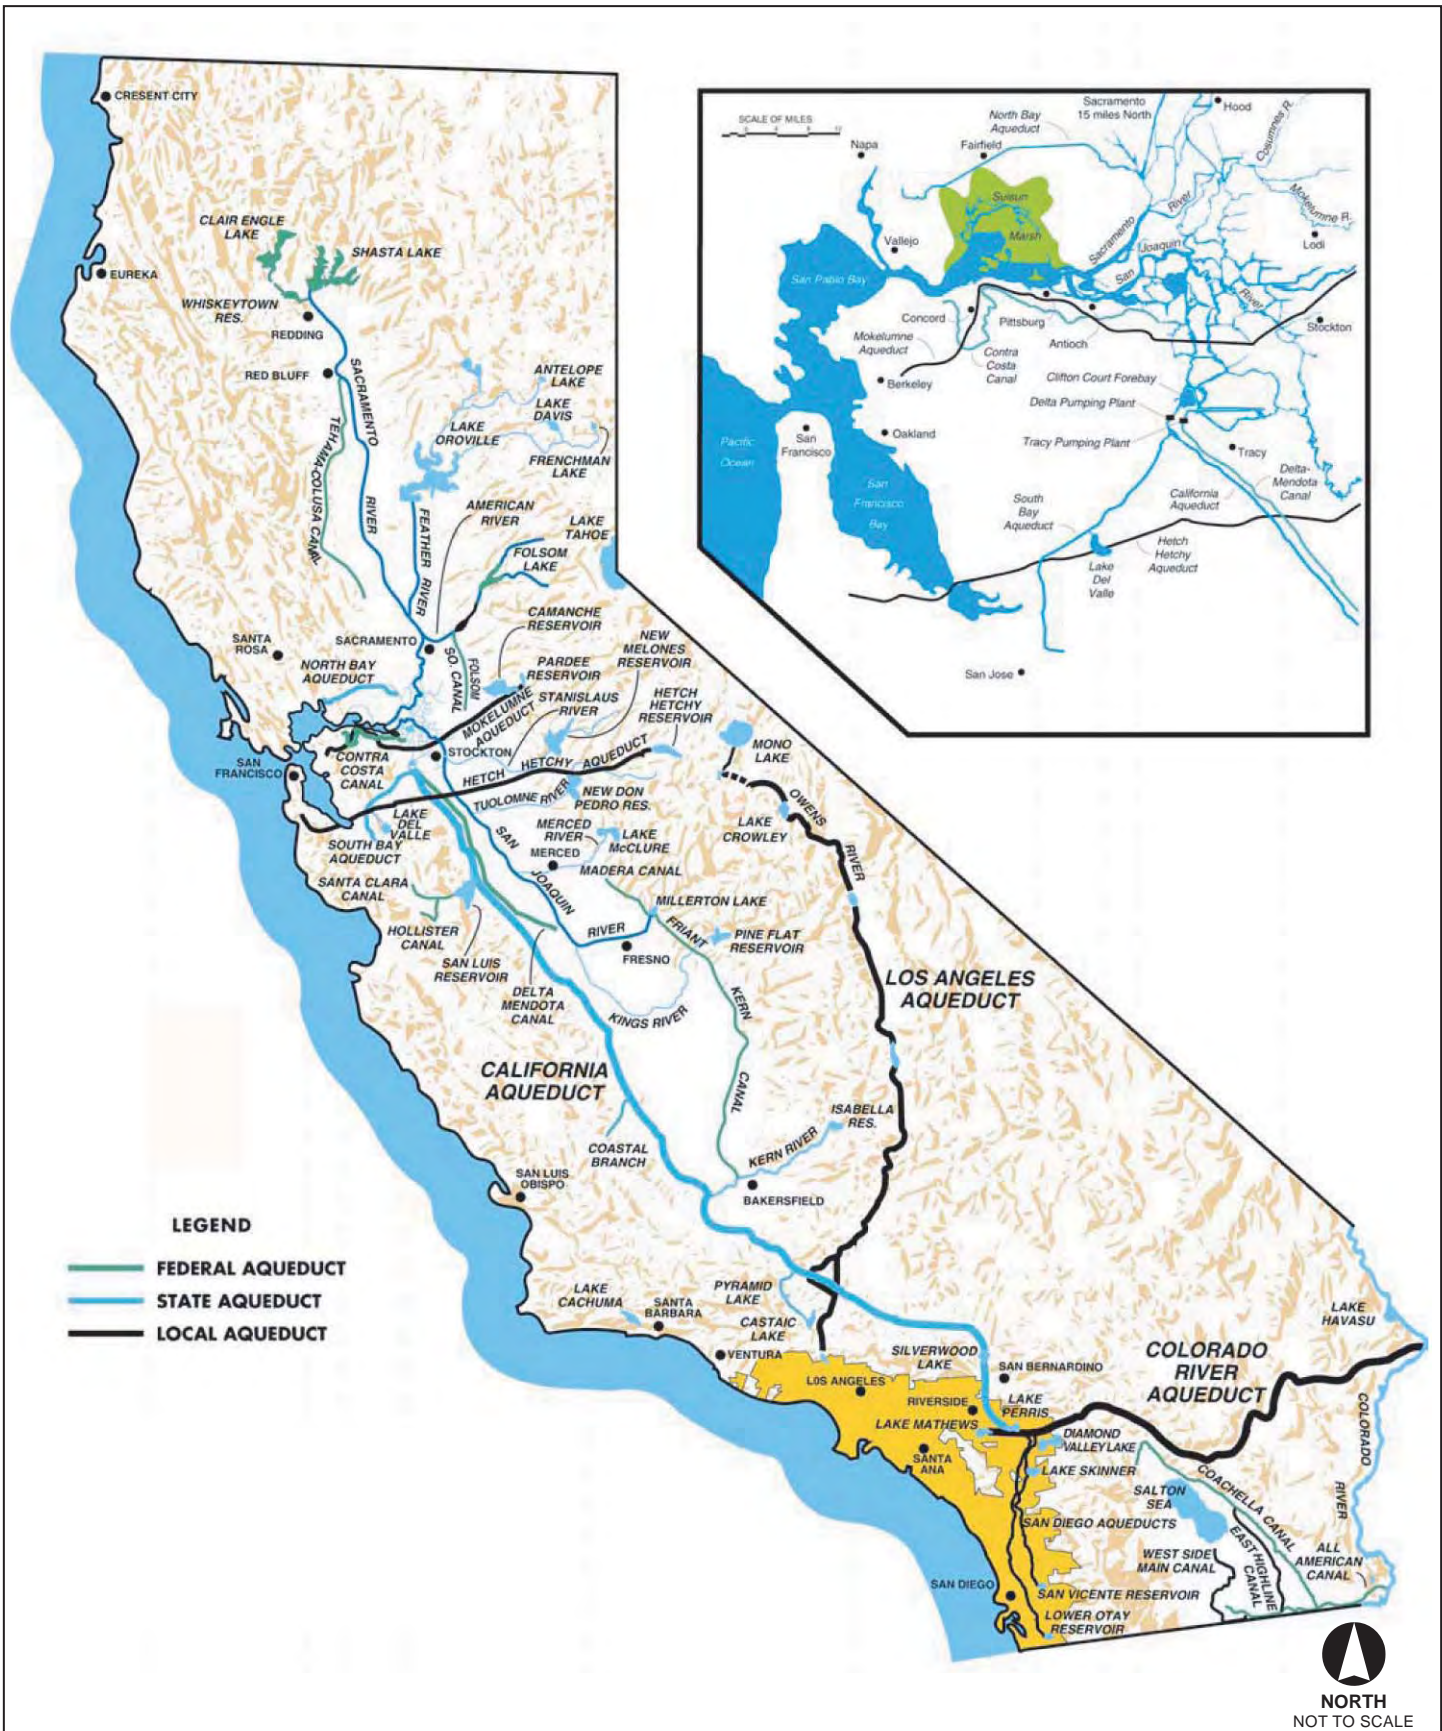 CRESENT CITY
CLAIR ENGLE
LAKE
SHASTA LAKE
EUREKA
WHISKEYTOWN
RES.
REDDING
RED BLUFF
SACRAMENTO
RIVER
TEHAMA-COLUSA CANAL
ANTELOPE
LAKE
LAKE
DAVIS
LAKE
OROVILLE
FRENCHMAN
LAKE
AMERICAN
RIVER
FEATHER RIVER
LAKE
TAHOE
FOLSOM
LAKE
CAMANCHE
RESERVOIR
SANTA
ROSA
SACRAMENTO
NEW
MELONES
RESERVOIR
NORTH BAY
AQUEDUCT
FOLSOM
SO. CANAL
PARDEE
RESERVOIR
MOKELUMNE
AQUEDUCT
STANISLAUS
RIVER
HETCH
HETCHY
RESERVOIR
MONO
LAKE
SAN
FRANCISCO
CONTRA
COSTA
CANAL
STOCKTON
HETCH HETCHY AQUEDUCT
TUOLOMNE RIVER
NEW DON
PEDRO RES.
OWENS
RIVER
LAKE
CROWLEY
LAKE
DEL
VALLE
SOUTH BAY
AQUEDUCT
MERCED
RIVER
LAKE
McCLURE
MERCED
MADERA CANAL
SAN
JOAQUIN
RIVER
SANTA CLARA
CANAL
MILLERTON LAKE
HOLLISTER
CANAL
FRIANT
KERN
CANAL
PINE FLAT
RESERVOIR
FRESNO
SAN LUIS
RESERVOIR
DELTA
MENDOTA
CANAL
LOS ANGELES
AQUEDUCT
KINGS RIVER
CALIFORNIA
AQUEDUCT
ISABELLA
RES.
COASTAL
BRANCH
KERN RIVER
SAN LUIS
OBISPO
BAKERSFIELD
LEGEND
FEDERAL AQUEDUCT
STATE AQUEDUCT
LOCAL AQUEDUCT
LAKE
CACHUMA
SANTA
BARBARA
PYRAMID
LAKE
CASTAIC
LAKE
VENTURA
SILVERWOOD
LAKE
SAN BERNARDINO
LAKE
HAVASU
COLORADO
RIVER
AQUEDUCT
LOS ANGELES
RIVERSIDE
LAKE
PERRIS
LAKE MATHEWS
DIAMOND
VALLEY LAKE
SANTA
ANA
LAKE SKINNER
COLORADO
RIVER
SALTON
SEA
COACHELLA CANAL
SAN DIEGO AQUEDUCTS
WEST SIDE
MAIN CANAL
EAST HIGHLINE
CANAL
ALL
AMERICAN
CANAL
SAN DIEGO
SAN VICENTE RESERVOIR
LOWER OTAY
RESERVOIR
NORTH
NOT TO SCALE
SCALE OF MILES
Sacramento
15 miles North
Hood
North Bay
Aqueduct
Cosumnes R.
Napa
Fairfield
Suisun
Marsh
Mokelumne R.
Lodi
Vallejo
Sacramento River
San Joaquin
River
San Pablo Bay
Concord
Pittsburg
Antioch
Stockton
Mokelumne
Aqueduct
Contra
Costa
Canal
Berkeley
Clifton Court Forebay
Delta Pumping Plant
Tracy Pumping Plant
Pacific
Ocean
San
Francisco
Oakland
Tracy
Delta-
Mendota
Canal
San
Francisco
Bay
South
Bay
Aqueduct
California
Aqueduct
Hetch
Hetchy
Aqueduct
Lake
Del
Valle
San Jose